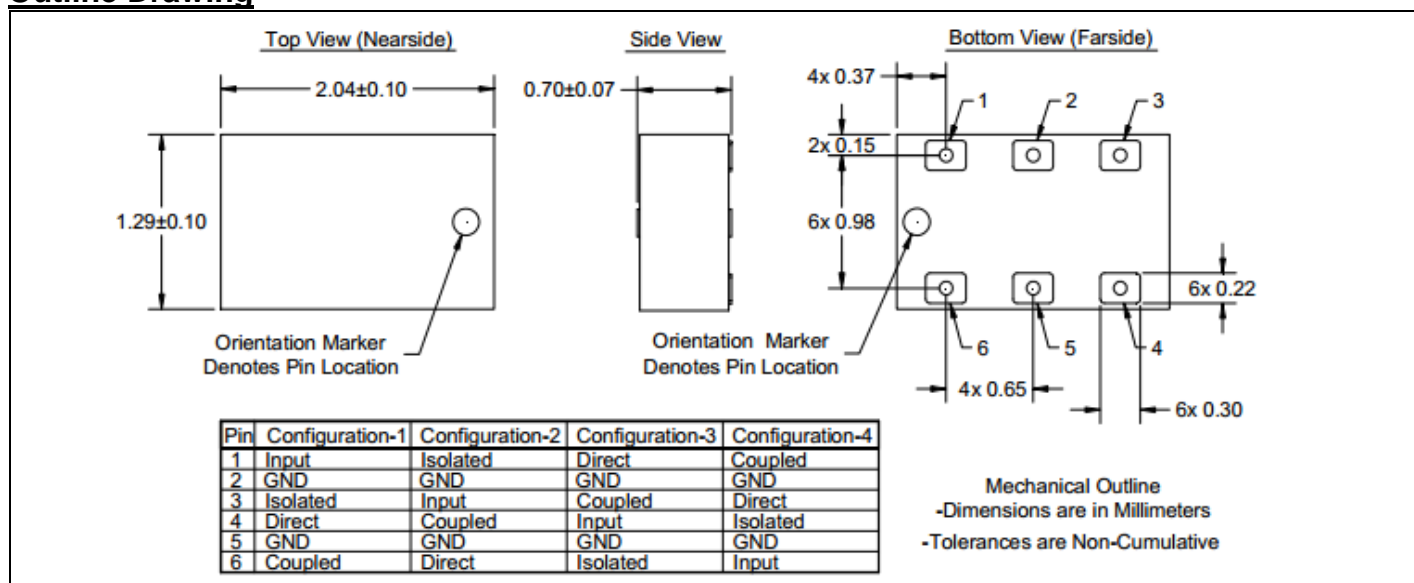 Outline Drawing
Top View (Nearside)
Side View
Bottom View (Farside)
2.04±0.10
0.70±0.07
4x 0.37
1
2
3
2x 0.15
1.29±0.10
6x 0.98
6x 0.22
Orientation Marker
Denotes Pin Location
Orientation Marker
Denotes Pin Location
6
5
4
4x 0.65
6x 0.30
Pin Configuration-1 Configuration-2 Configuration-3 Configuration-4
1 Input Isolated Direct Coupled
2 GND GND GND GND
3 Isolated Input Coupled Direct
4 Direct Coupled Input Isolated
5 GND GND GND GND
6 Coupled Direct Isolated Input
Mechanical Outline
-Dimensions are in Millimeters
-Tolerances are Non-Cumulative